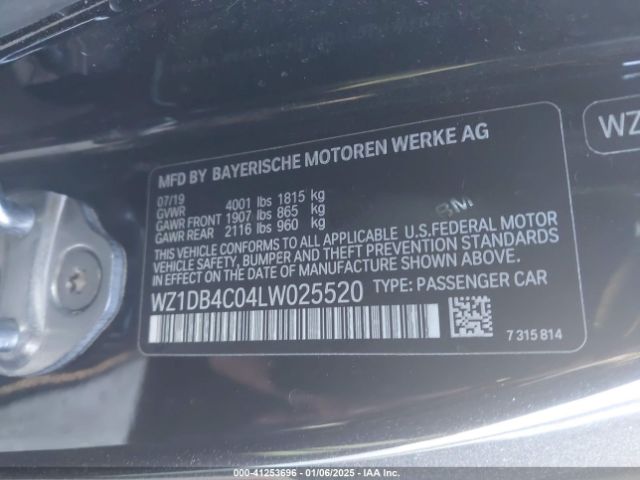 MFD BY BAYERISCHE MOTOREN WERKE AG
WZ
07/19
GVWR 4001 lbs 1815 kg
GAWR FRONT 1907 lbs 865 kg
GAWR REAR 2116 lbs 960 kg
BM
THIS VEHICLE CONFORMS TO ALL APPLICABLE U.S.FEDERAL MOTOR
VEHICLE SAFETY, BUMPER AND THEFT PREVENTION STANDARDS
IN EFFECT ON THE DATE OF MANUFACTURE SHOWN ABOVE.
WZ1DB4C04LW025520 TYPE: PASSENGER CAR
7 315 814
000-41253696 - 01/06/2025 - IAA Inc.